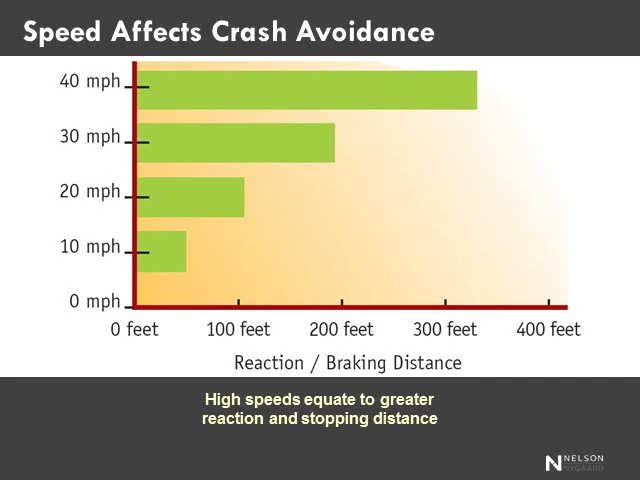 Speed Affects Crash Avoidance
40 mph
30 mph
20 mph
10 mph
0 mph
0 feet 100 feet 200 feet 300 feet 400 feet
Reaction / Braking Distance
High speeds equate to greater
reaction and stopping distance
NELSON
NYGAARD